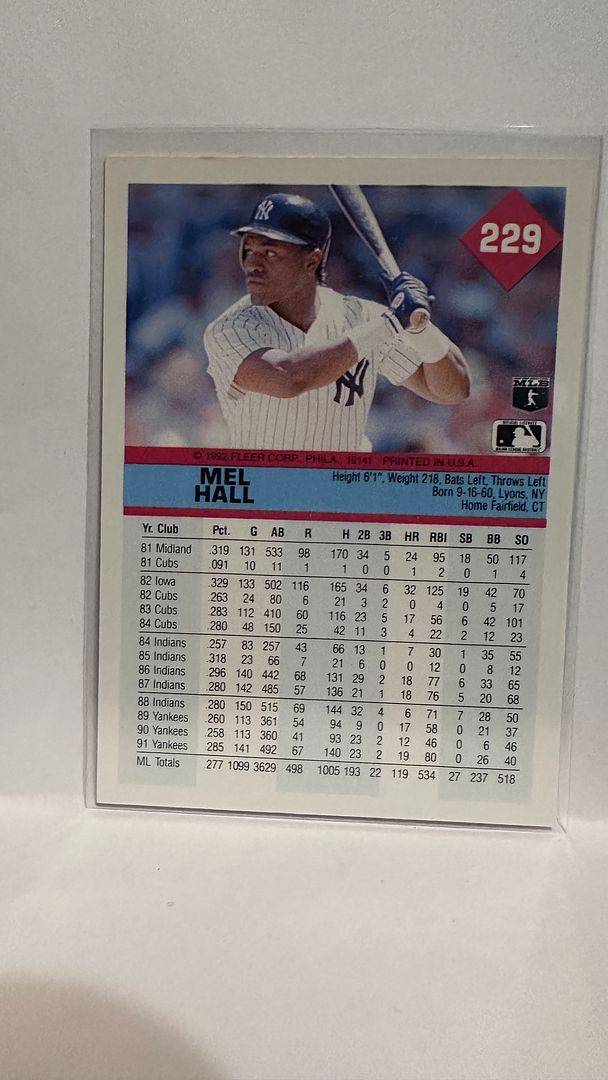 NY
229
NY
MLB
OFFICIAL LICENSEE
MAJOR LEAGUE BASEBALL
© 1992 FLEER CORP., PHILA., 19141 PRINTED IN U.S.A.
MEL
HALL
Height 6'1", Weight 218, Bats Left, Throws Left
Born 9-16-60, Lyons, NY
Home Fairfield, CT
Yr. Club Pct. G AB R H 2B 3B HR RBI SB BB SO
81 Midland .319 131 533 98 170 34 5 24 95 18 50 117
81 Cubs .091 10 11 1 1 0 0 1 2 0 1 4
82 Iowa .329 133 502 116 165 34 6 32 125 19 42 70
82 Cubs .263 24 80 6 21 3 2 0 4 0 5 17
83 Cubs .283 112 410 60 116 23 5 17 56 6 42 101
84 Cubs .280 48 150 25 42 11 3 4 22 2 12 23
84 Indians .257 83 257 43 66 13 1 7 30 1 35 55
85 Indians .318 23 66 7 21 6 0 0 12 0 8 12
86 Indians .296 140 442 68 131 29 2 18 77 6 33 65
87 Indians .280 142 485 57 136 21 1 18 76 5 20 68
88 Indians .280 150 515 69 144 32 4 6 71 7 28 50
89 Yankees .260 113 361 54 94 9 0 17 58 0 21 37
90 Yankees .258 113 360 41 93 23 2 12 46 0 6 46
91 Yankees .285 141 492 67 140 23 2 19 80 0 26 40
ML Totals .277 1099 3629 498 1005 193 22 119 534 27 237 518